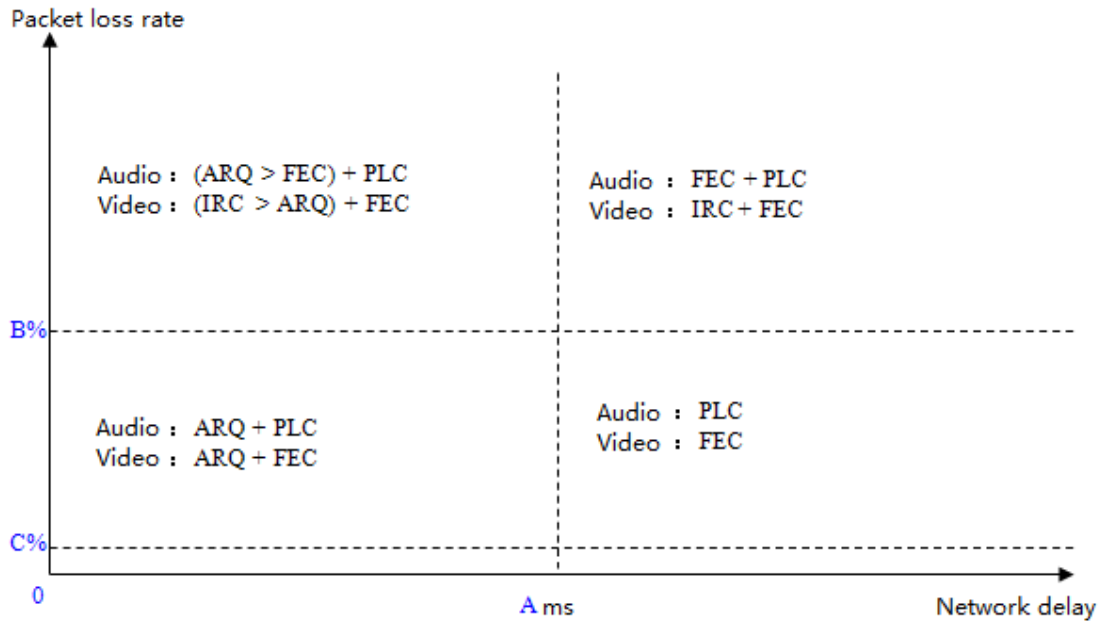 Packet loss rate
Audio： (ARQ > FEC) + PLC
Video： (IRC > ARQ) + FEC
Audio ： FEC + PLC
Video ： IRC + FEC
B%
Audio： ARQ + PLC
Video： ARQ + FEC
Audio ： PLC
Video ： FEC
C%
0
A ms
Network delay